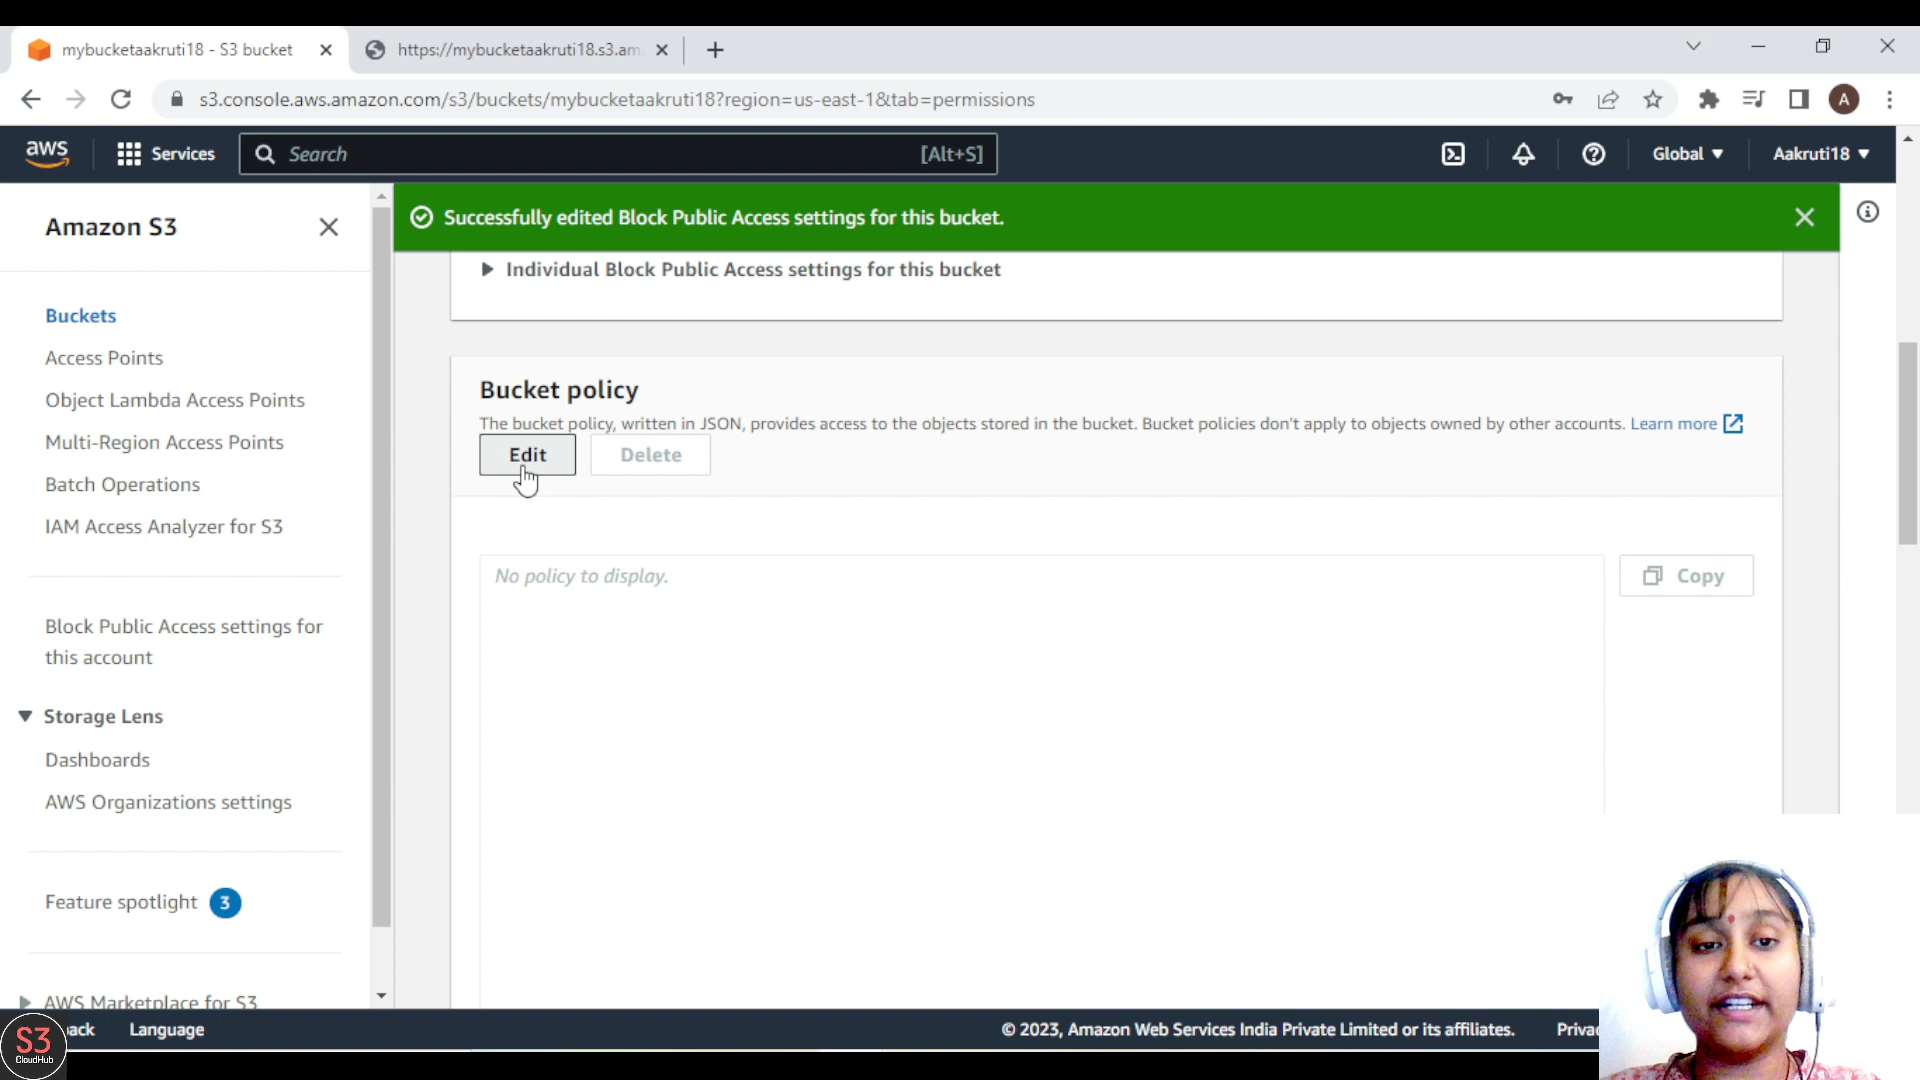 mybucketaakruti18 - S3 bucket
https://mybucketaakruti18.s3.am
s3.console.aws.amazon.com/s3/buckets/mybucketaakruti18?region=us-east-1&tab=permissions
A
aws
Services
Search
[Alt+S]
Global
Aakruti18
Amazon S3
Successfully edited Block Public Access settings for this bucket.
Individual Block Public Access settings for this bucket
Buckets
Access Points
Object Lambda Access Points
Multi-Region Access Points
Batch Operations
IAM Access Analyzer for S3
Block Public Access settings for
this account
Storage Lens
Dashboards
AWS Organizations settings
Feature spotlight 3
AWS Marketplace for S3
Bucket policy
The bucket policy, written in JSON, provides access to the objects stored in the bucket. Bucket policies don't apply to objects owned by other accounts. Learn more
Edit
Delete
No policy to display.
Copy
S3
CloudHub
back
Language
© 2023, Amazon Web Services India Private Limited or its affiliates.
Priva